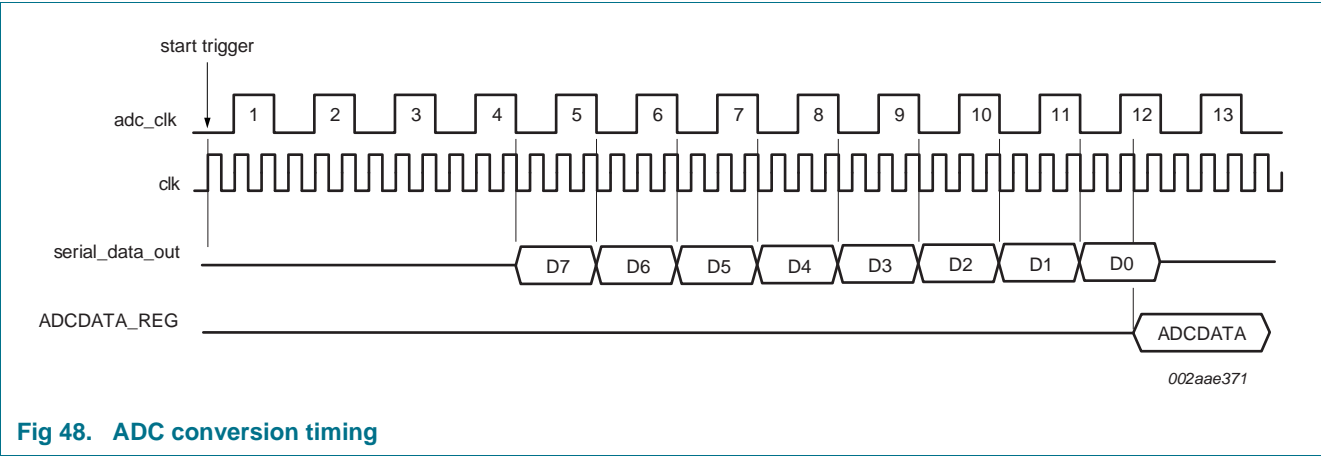 start trigger
adc_clk 1 2 3 4 5 6 7 8 9 10 11 12 13
clk
serial_data_out D7 D6 D5 D4 D3 D2 D1 D0
ADCDATA_REG ADCDATA
002aae371
Fig 48. ADC conversion timing